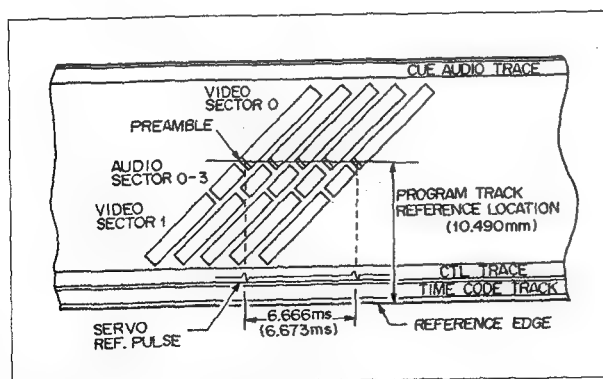 CUE AUDIO TRACE
VIDEO
SECTOR 0
PREAMBLE
AUDIO
SECTOR 0-3
VIDEO
SECTOR 1
PROGRAM TRACK
REFERENCE LOCATION
(10.490mm)
CTL TRACE
TIME CODE TRACK
6.666ms
(6.673ms)
SERVO
REF. PULSE
REFERENCE EDGE